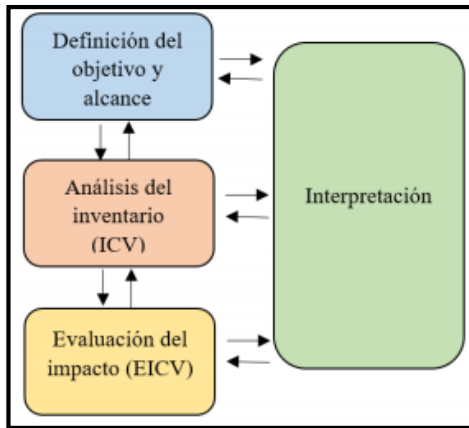 Definición del
objetivo y
alcance
Análisis del
inventario
(ICV)
Interpretación
Evaluación del
impacto (EICV)